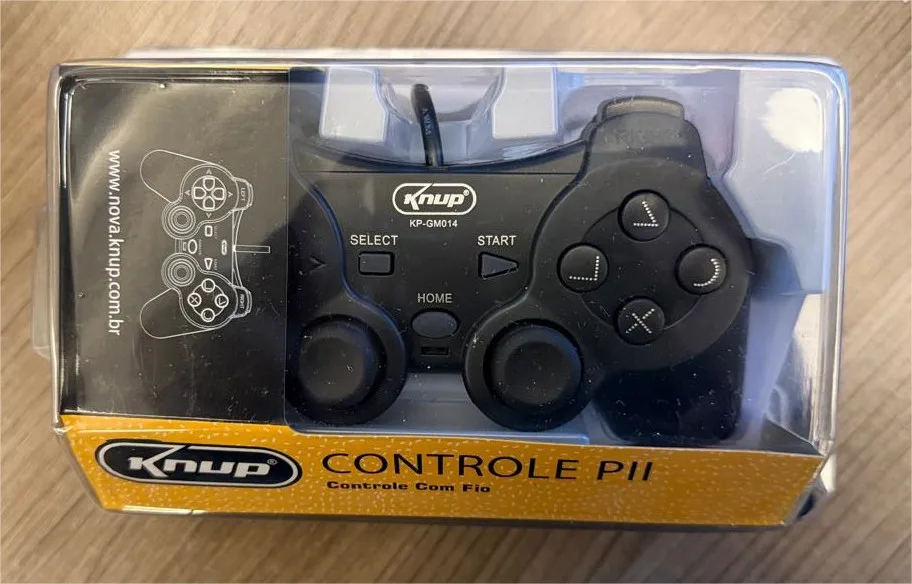 www.nova.knup.com.br
Knup®
KP-GM014
SELECT
START
HOME
Knup®
CONTROLE PII
Controle Com Fio